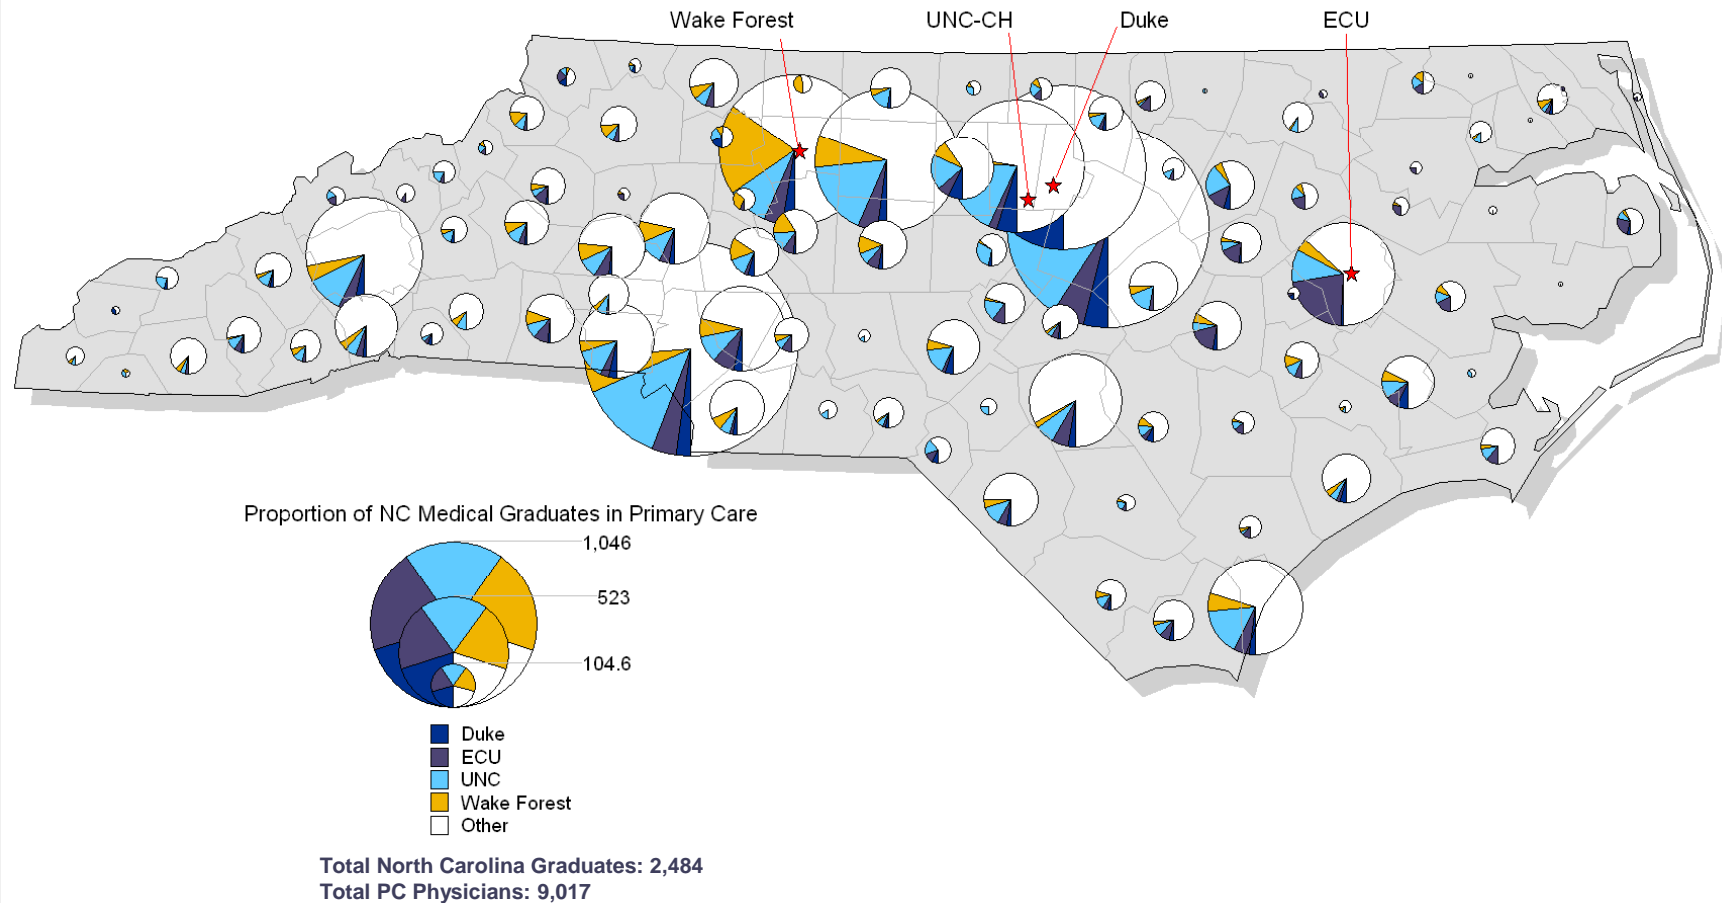 Wake Forest UNC-CH Duke ECU
Proportion of NC Medical Graduates in Primary Care
1,046
523
104.6
Duke
ECU
UNC
Wake Forest
Other
Total North Carolina Graduates: 2,484
Total PC Physicians: 9,017